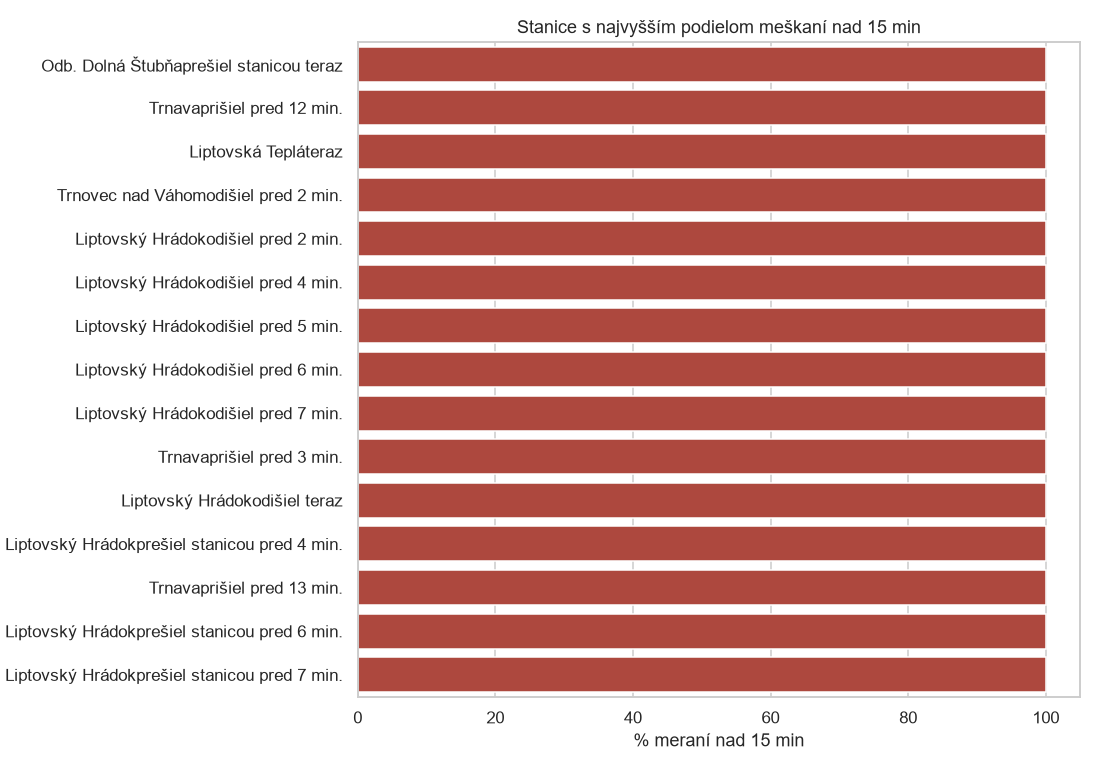 Stanice s najvyšším podielom meškaní nad 15 min
Odb. Dolná Štubňaprešiel stanicou teraz
Trnavaprišiel pred 12 min.
Liptovská Tepláteraz
Trnovec nad Váhomodišiel pred 2 min.
Liptovský Hrádokodišiel pred 2 min.
Liptovský Hrádokodišiel pred 4 min.
Liptovský Hrádokodišiel pred 5 min.
Liptovský Hrádokodišiel pred 6 min.
Liptovský Hrádokodišiel pred 7 min.
Trnavaprišiel pred 3 min.
Liptovský Hrádokodišiel teraz
Liptovský Hrádokprešiel stanicou pred 4 min.
Trnavaprišiel pred 13 min.
Liptovský Hrádokprešiel stanicou pred 6 min.
Liptovský Hrádokprešiel stanicou pred 7 min.
0 20 40 60 80 100
% meraní nad 15 min